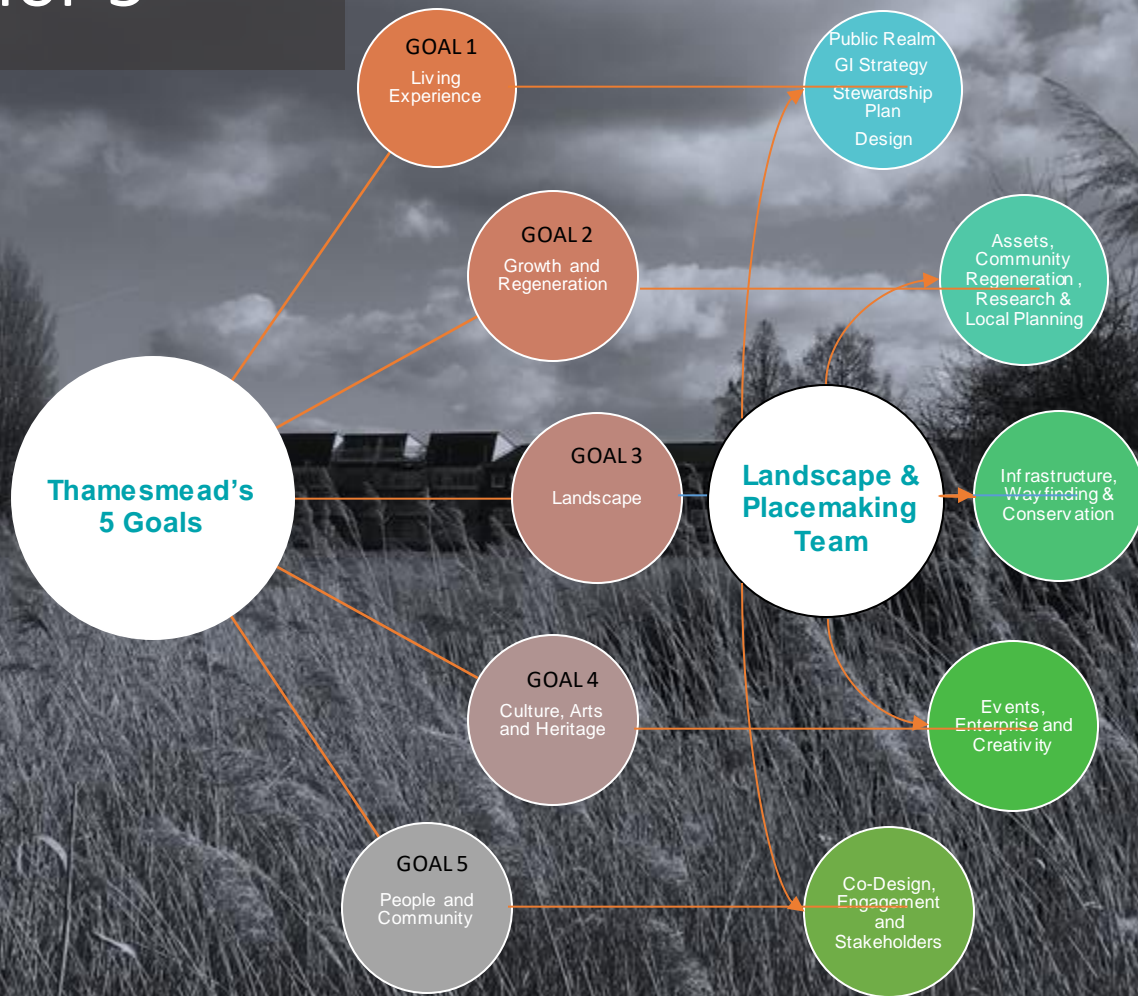 GOAL 1
Living
Experience
Public Realm
GI Strategy
Stewardship
Plan
Design
GOAL 2
Growth and
Regeneration
Assets,
Community
Regeneration,
Research &
Local Planning
Thamesmead's
5 Goals
GOAL 3
Landscape
Landscape &
Placemaking
Team
Infrastructure,
Wayfinding &
Conservation
GOAL 4
Culture, Arts
and Heritage
Events,
Enterprise and
Creativity
GOAL 5
People and
Community
Co-Design,
Engagement
and
Stakeholders